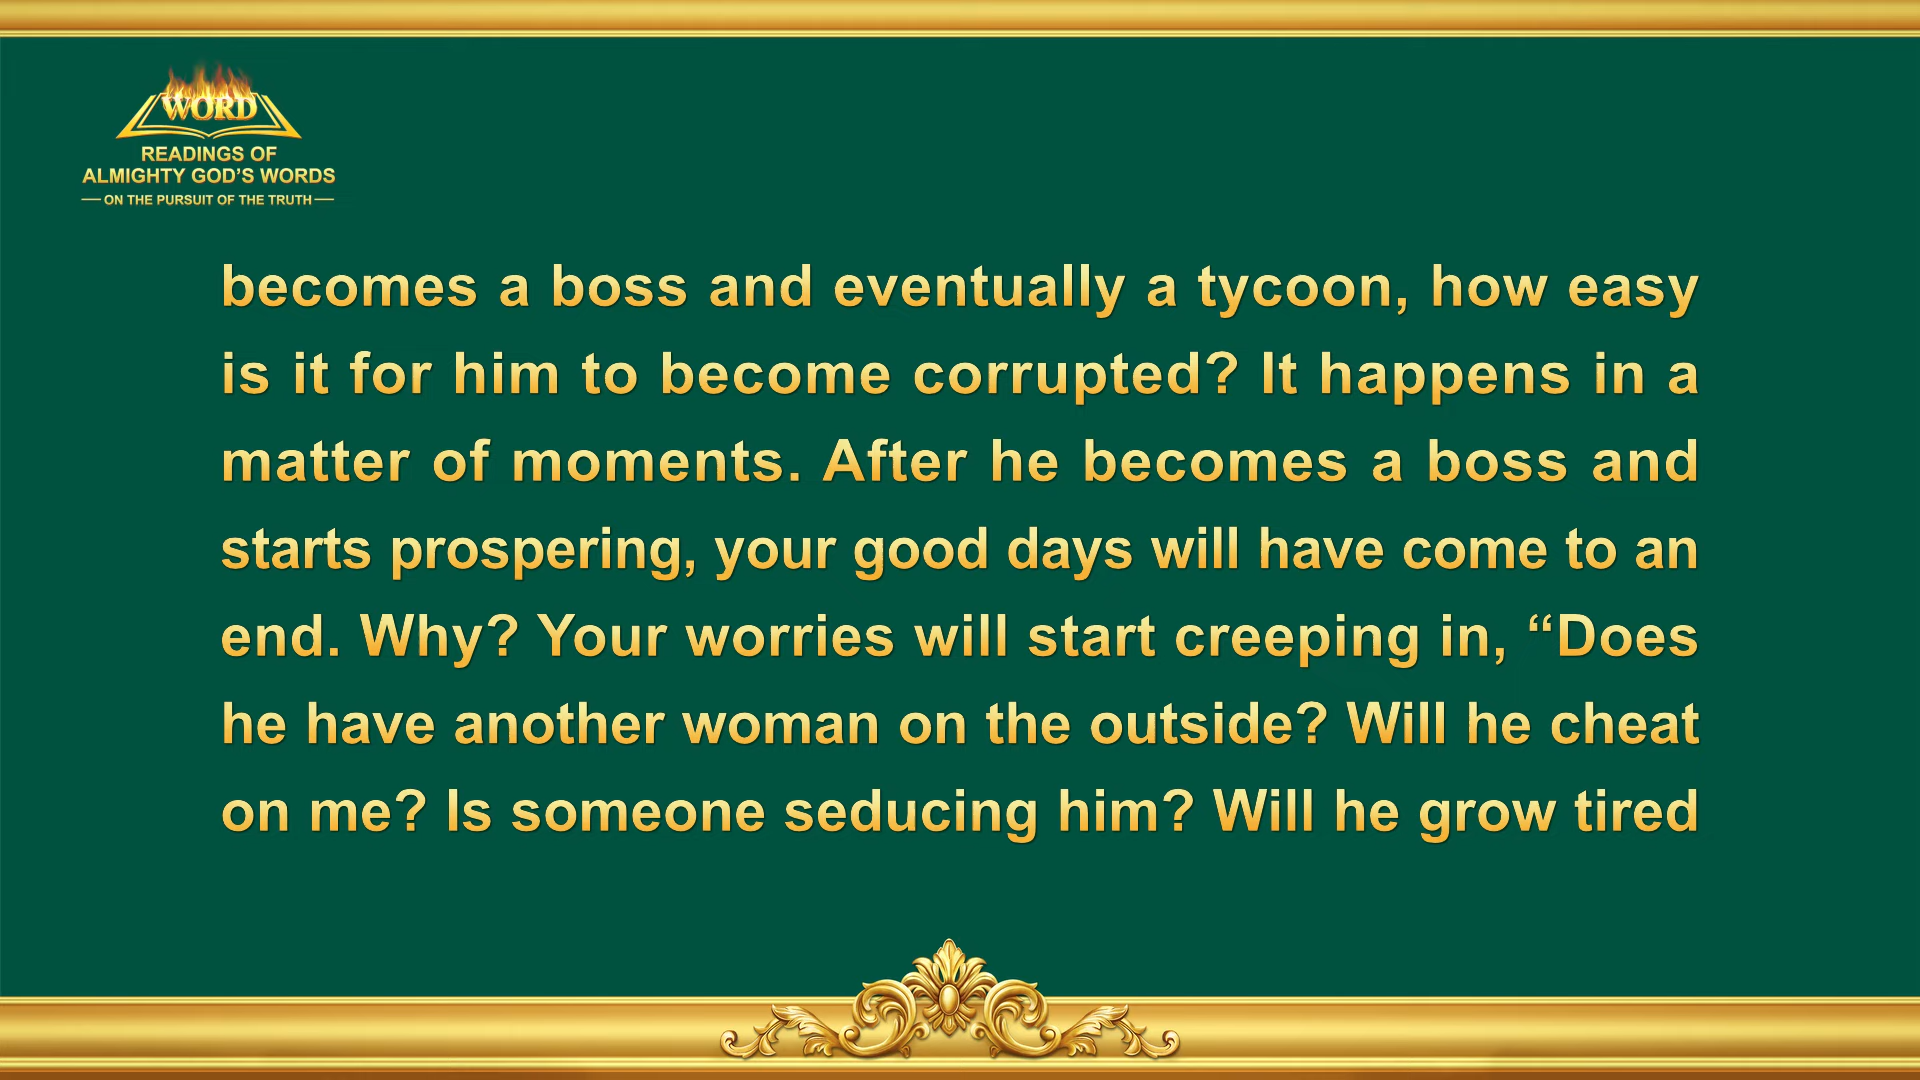 WORD
READINGS OF
ALMIGHTY GOD'S WORDS
— ON THE PURSUIT OF THE TRUTH —
becomes a boss and eventually a tycoon, how easy
is it for him to become corrupted? It happens in a
matter of moments. After he becomes a boss and
starts prospering, your good days will have come to an
end. Why? Your worries will start creeping in, “Does
he have another woman on the outside? Will he cheat
on me? Is someone seducing him? Will he grow tired